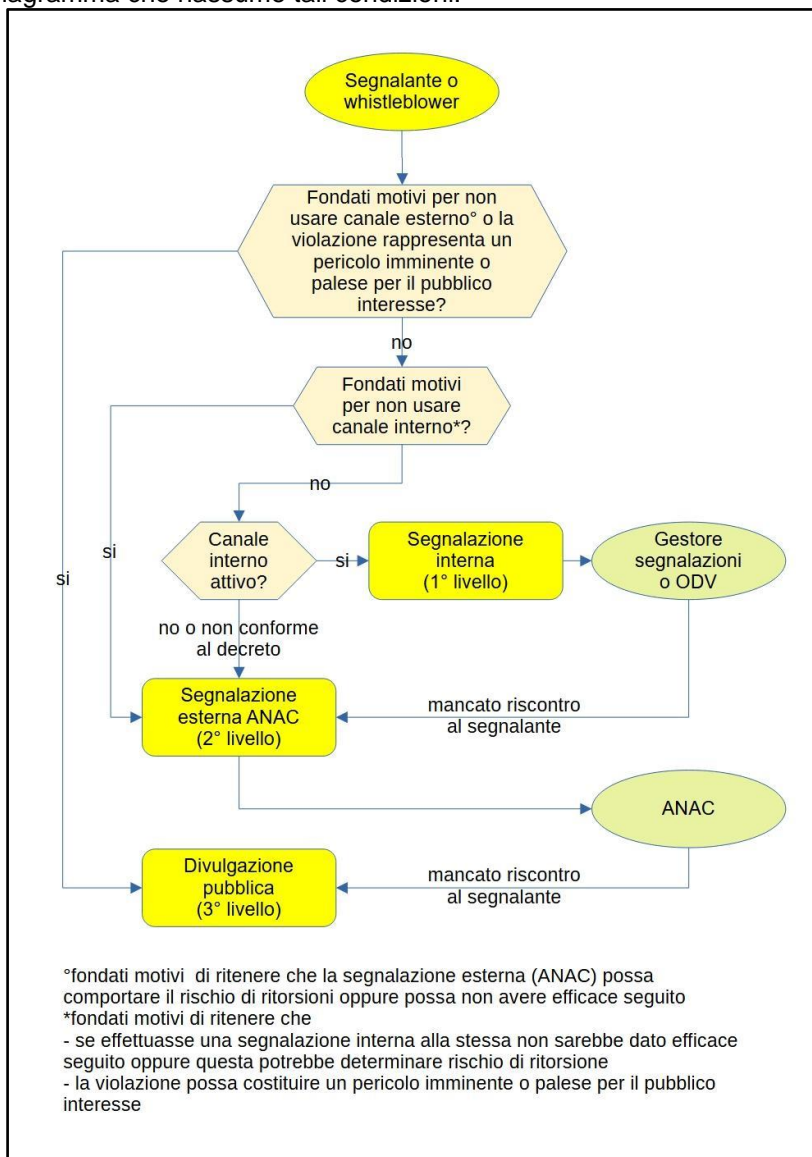 diagramma che riassume tali condizioni.
Segnalante o
whistleblower
Fondati motivi per non
usare canale esterno° o la
violazione rappresenta un
pericolo imminente o
palese per il pubblico
interesse?
no
Fondati motivi
per non usare
canale interno*?
no
Canale
interno
attivo?
si
Segnalazione
interna
(1° livello)
Gestore
segnalazioni
o ODV
si
si
no o non conforme
al decreto
Segnalazione
esterna ANAC
(2° livello)
mancato riscontro
al segnalante
ANAC
Divulgazione
pubblica
(3° livello)
mancato riscontro
al segnalante
°fondati motivi di ritenere che la segnalazione esterna (ANAC) possa
comportare il rischio di ritorsioni oppure possa non avere efficace seguito
*fondati motivi di ritenere che
- se effettuasse una segnalazione interna alla stessa non sarebbe dato efficace
seguito oppure questa potrebbe determinare rischio di ritorsione
- la violazione possa costituire un pericolo imminente o palese per il pubblico
interesse